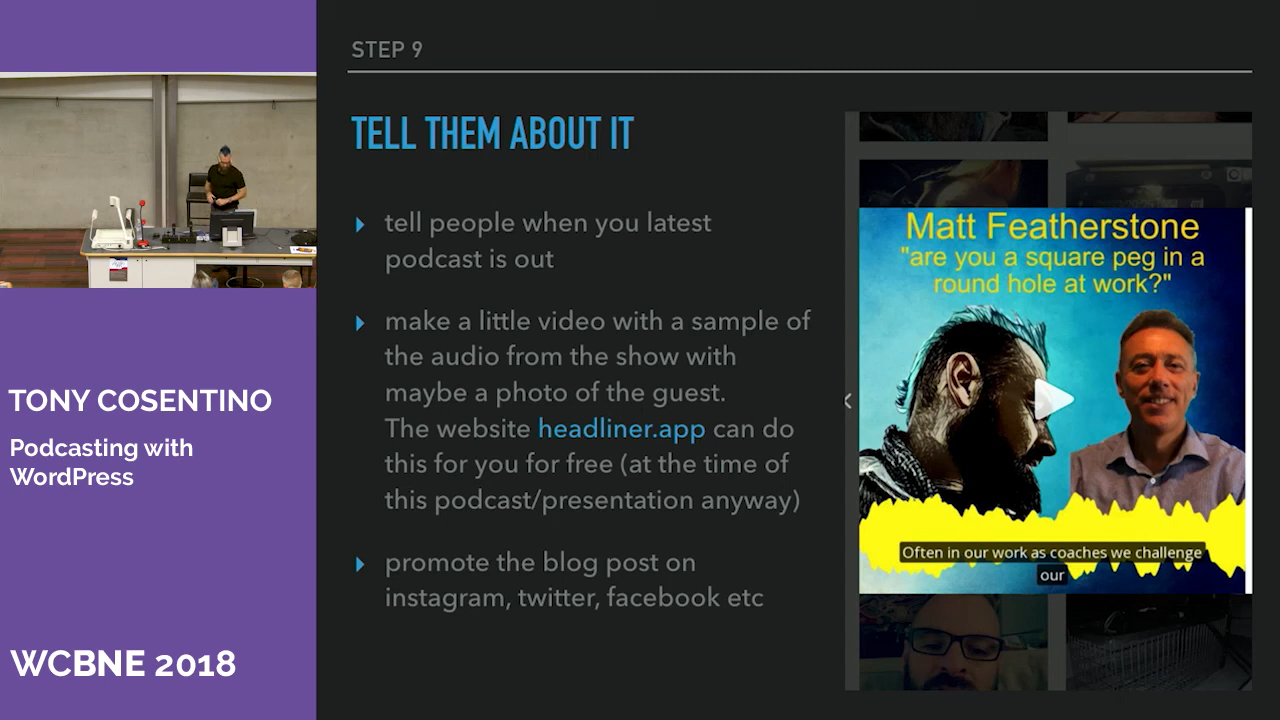 STEP 9
TELL THEM ABOUT IT
tell people when you latest
podcast is out
make a little video with a sample of
the audio from the show with
maybe a photo of the guest.
The website headliner.app can do
this for you for free (at the time of
this podcast/presentation anyway)
promote the blog post on
instagram, twitter, facebook etc
Matt Featherstone
"are you a square peg in a
round hole at work?"
Often in our work as coaches we challenge
our
TONY COSENTINO
Podcasting with
WordPress
WCBNE 2018